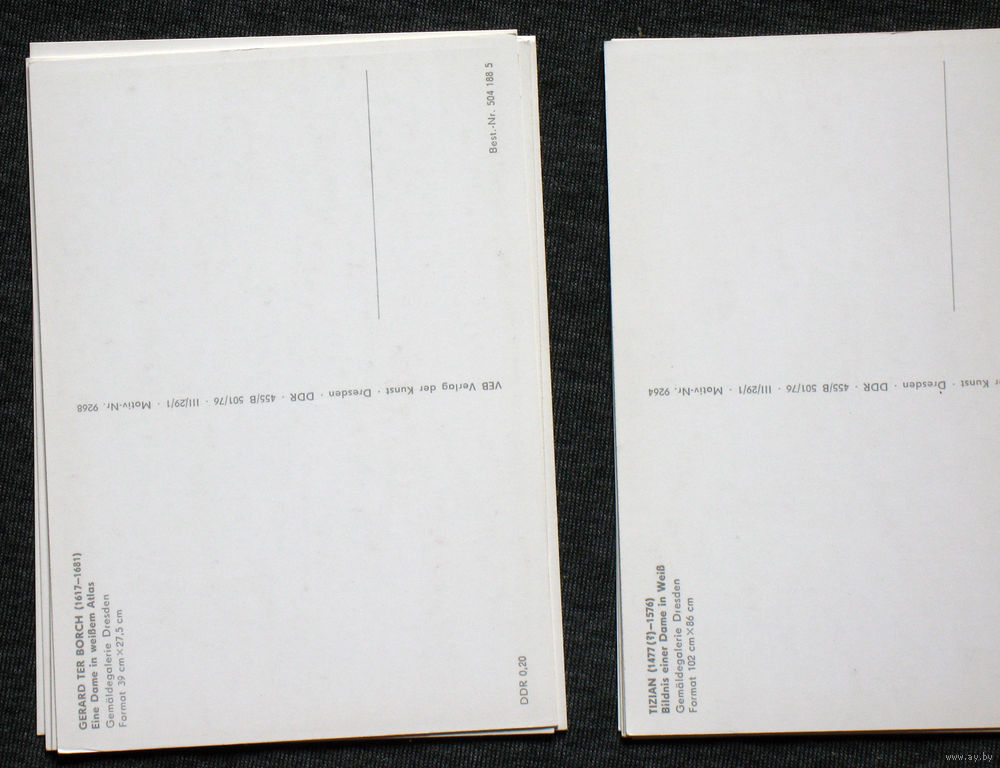 GERARD TER BORCH (1617–1681)
Eine Dame in weißem Atlas
Gemäldegalerie Dresden
Format 39 cm×27,5 cm
VEB Verlag der Kunst · Dresden · DDR · 455/B 501/76 · III/29/1 · Motiv-Nr. 9268
Best.-Nr. 504 188 5
DDR 0,20
TIZIAN (1477(?)–1576)
Bildnis einer Dame in Weiß
Gemäldegalerie Dresden
Format 102 cm×86 cm
r Kunst · Dresden · DDR · 455/B 501/76 · III/29/1 · Motiv-Nr. 9264
www.ay.by